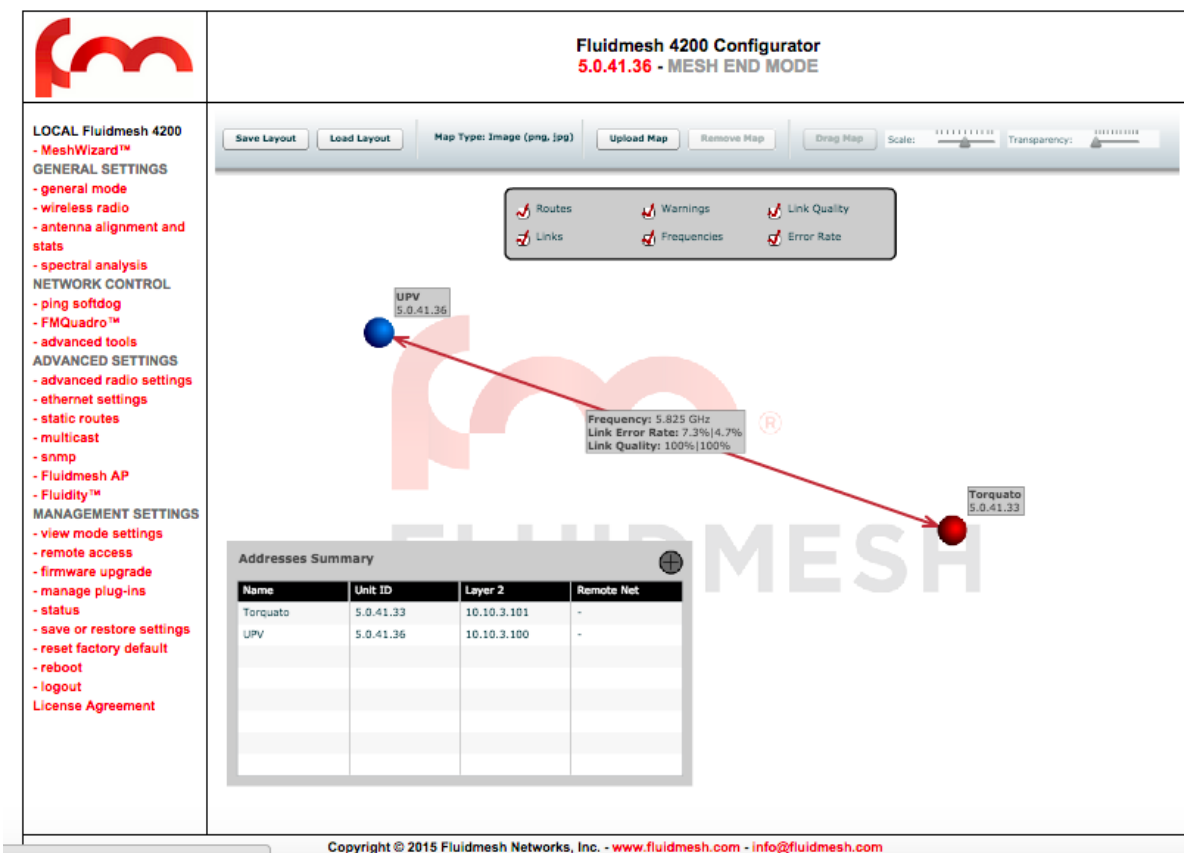 fm
Fluidmesh 4200 Configurator
5.0.41.36 - MESH END MODE
LOCAL Fluidmesh 4200
- MeshWizard™
GENERAL SETTINGS
- general mode
- wireless radio
- antenna alignment and
stats
- spectral analysis
NETWORK CONTROL
- ping softdog
- FMQuadro™
- advanced tools
ADVANCED SETTINGS
- advanced radio settings
- ethernet settings
- static routes
- multicast
- snmp
- Fluidmesh AP
- Fluidity™
MANAGEMENT SETTINGS
- view mode settings
- remote access
- firmware upgrade
- manage plug-ins
- status
- save or restore settings
- reset factory default
- reboot
- logout
License Agreement
Save Layout Load Layout Map Type: Image (png, jpg) Upload Map Remove Map Drag Map Scale: Transparency:
Routes Warnings Link Quality
Links Frequencies Error Rate
UPV
5.0.41.36
Frequency: 5.825 GHz
Link Error Rate: 7.3%|4.7%
Link Quality: 100%|100%
®
Torquato
5.0.41.33
FLUIDMESH
Addresses Summary
Name Unit ID Layer 2 Remote Net
Torquato 5.0.41.33 10.10.3.101 -
UPV 5.0.41.36 10.10.3.100 -
Copyright © 2015 Fluidmesh Networks, Inc. - www.fluidmesh.com - info@fluidmesh.com